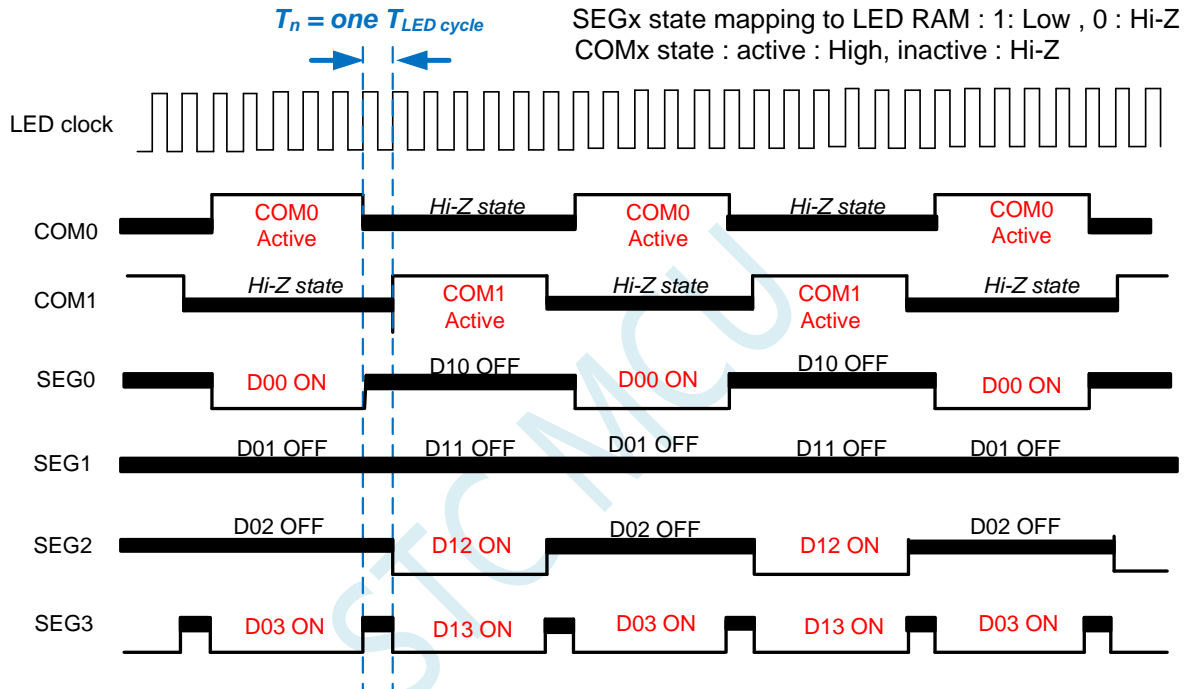 Tn = one TLED cycle
SEGx state mapping to LED RAM : 1: Low , 0 : Hi-Z
COMx state : active : High, inactive : Hi-Z
LED clock
COM0
COM0
Active
Hi-Z state
COM0
Active
Hi-Z state
COM0
Active
COM1
Hi-Z state
COM1
Active
Hi-Z state
COM1
Active
Hi-Z state
SEG0
D00 ON
D10 OFF
D00 ON
D10 OFF
D00 ON
SEG1
D01 OFF
D11 OFF
D01 OFF
D11 OFF
D01 OFF
SEG2
D02 OFF
D12 ON
D02 OFF
D12 ON
D02 OFF
SEG3
D03 ON
D13 ON
D03 ON
D13 ON
D03 ON
STC MCU